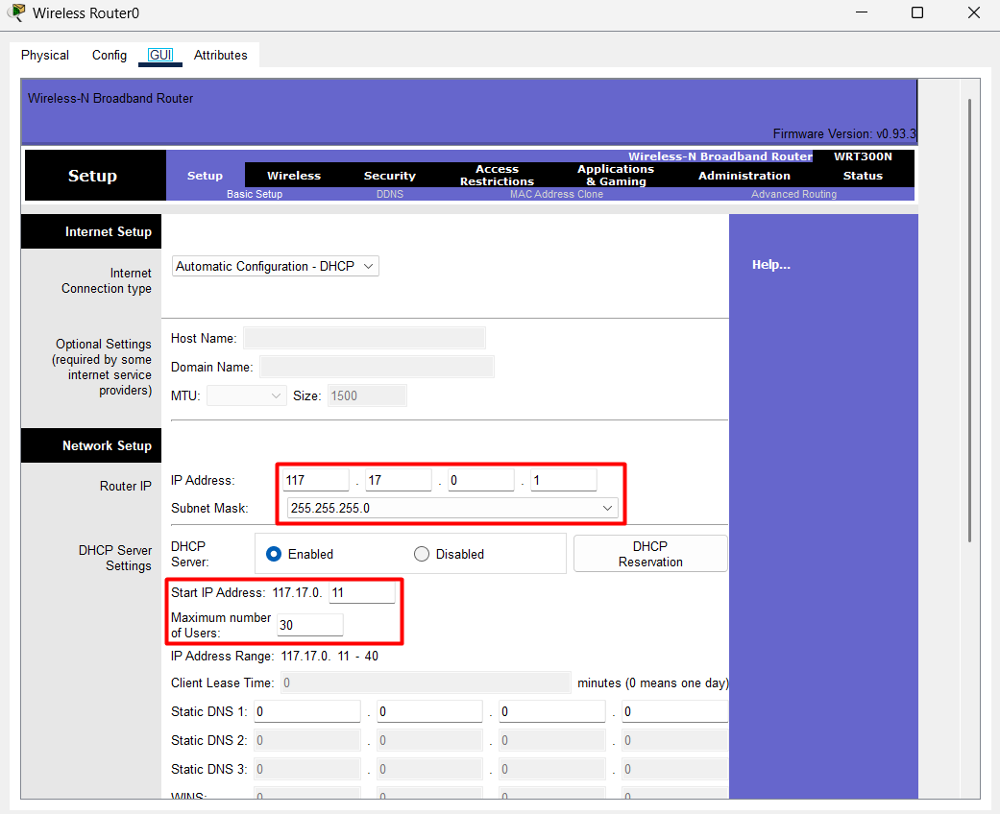 Wireless Router0
Physical Config GUI Attributes
Wireless-N Broadband Router
Firmware Version: v0.93.3
Wireless-N Broadband Router WRT300N
Setup
Setup Wireless Security Access Restrictions Applications & Gaming Administration Status
Basic Setup DDNS MAC Address Clone Advanced Routing
Internet Setup
Internet Connection type
Automatic Configuration - DHCP
Help...
Optional Settings (required by some internet service providers)
Host Name:
Domain Name:
MTU: Size: 1500
Network Setup
Router IP
IP Address: 117 . 17 . 0 . 1
Subnet Mask: 255.255.255.0
DHCP Server Settings
DHCP Server: Enabled Disabled DHCP Reservation
Start IP Address: 117.17.0. 11
Maximum number of Users: 30
IP Address Range: 117.17.0. 11 - 40
Client Lease Time: 0 minutes (0 means one day)
Static DNS 1: 0 . 0 . 0 . 0
Static DNS 2: 0 . 0 . 0 . 0
Static DNS 3: 0 . 0 . 0 . 0
WINS: 0 . 0 . 0 . 0